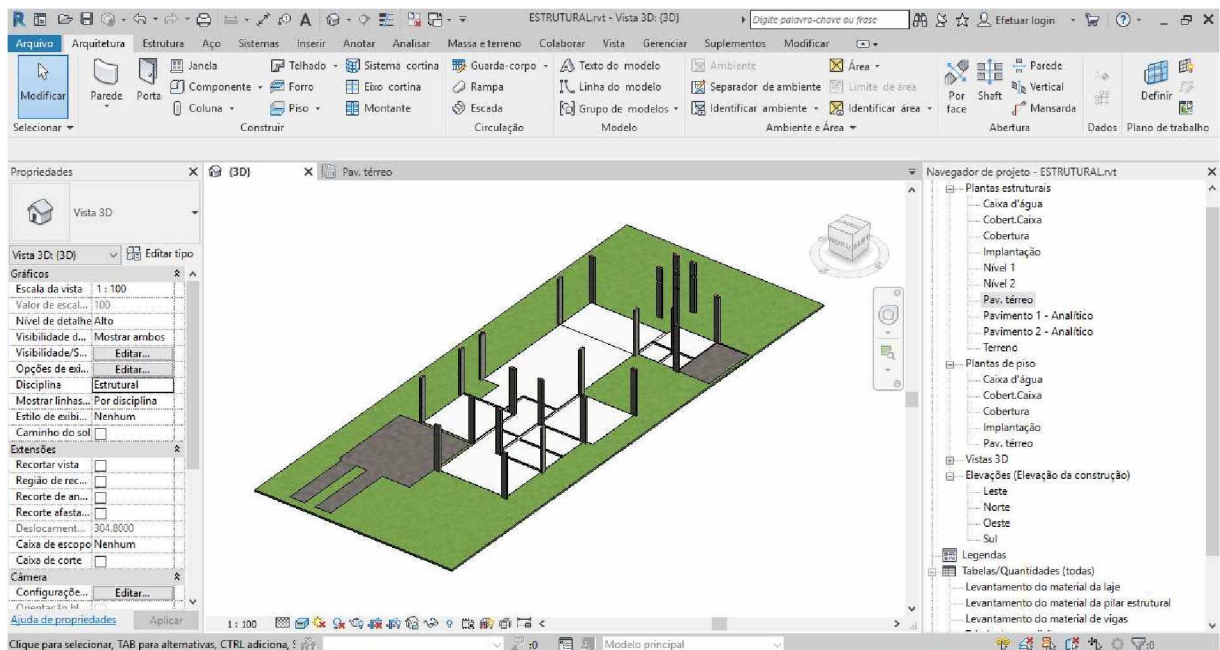 ESTRUTURAL.rvt - Vista 3D: {3D}
Digite palavra-chave ou frase
Efetuar login
Arquivo Arquitetura Estrutura Aço Sistemas Inserir Anotar Analisar Massa e terreno Colaborar Vista Gerenciar Suplementos Modificar
Modificar
Parede
Porta
Janela
Componente
Coluna
Telhado
Forro
Piso
Sistema cortina
Eixo cortina
Montante
Guarda-corpo
Rampa
Escada
Texto do modelo
Linha do modelo
Grupo de modelos
Ambiente
Separador de ambiente
Identificar ambiente
Área
Limite de área
Identificar área
Por face
Shaft
Parede
Vertical
Mansarda
Definir
Selecionar
Construir
Circulação
Modelo
Ambiente e Área
Abertura
Dados
Plano de trabalho
Propriedades
{3D}
Pav. térreo
Vista 3D
Vista 3D: {3D}
Editar tipo
Gráficos
Escala da vista 1 : 100
Valor de escal... 100
Nível de detalhe Alto
Visibilidade d... Mostrar ambos
Visibilidade/S... Editar...
Opções de exi... Editar...
Disciplina Estrutural
Mostrar linhas... Por disciplina
Estilo de exibi... Nenhum
Caminho do sol
Extensões
Recortar vista
Região de rec...
Recorte de an...
Recorte afasta...
Deslocament... 304.8000
Caixa de escopo Nenhum
Caixa de corte
Câmera
Configuraçõe... Editar...
Ajuda de propriedades
Aplicar
1 : 100
Navegador de projeto - ESTRUTURAL.rvt
Plantas estruturais
Caixa d'água
Cobert.Caixa
Cobertura
Implantação
Nível 1
Nível 2
Pav. térreo
Pavimento 1 - Analítico
Pavimento 2 - Analítico
Terreno
Plantas de piso
Caixa d'água
Cobert.Caixa
Cobertura
Implantação
Pav. térreo
Vistas 3D
Elevações (Elevação da construção)
Leste
Norte
Oeste
Sul
Legendas
Tabelas/Quantidades (todas)
Levantamento do material da laje
Levantamento do material da pilar estrutural
Levantamento do material de vigas
Clique para selecionar, TAB para alternativas, CTRL adiciona, S
:0
Modelo principal
:0